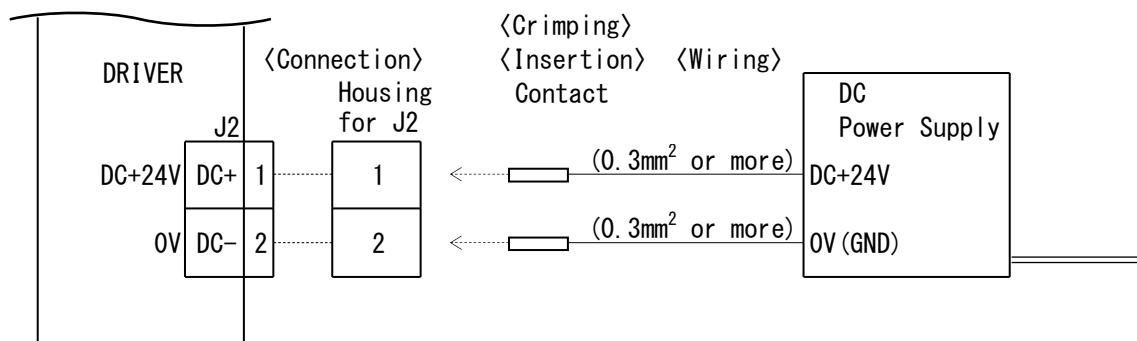 〈Crimping〉
DRIVER
〈Connection〉
〈Insertion〉
〈Wiring〉
Housing
for J2
Contact
DC
Power Supply
J2
DC+24V DC+ 1
1
(0.3mm² or more)
DC+24V
0V DC- 2
2
(0.3mm² or more)
0V(GND)